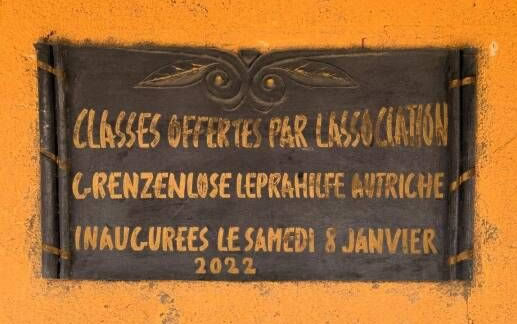 CLASSES OFFERTES PAR LASSOCIATION
GRENZENLOSE LEPRAHILFE AUTRICHE
INAUGUREES LE SAMEDI 8 JANVIER
2022